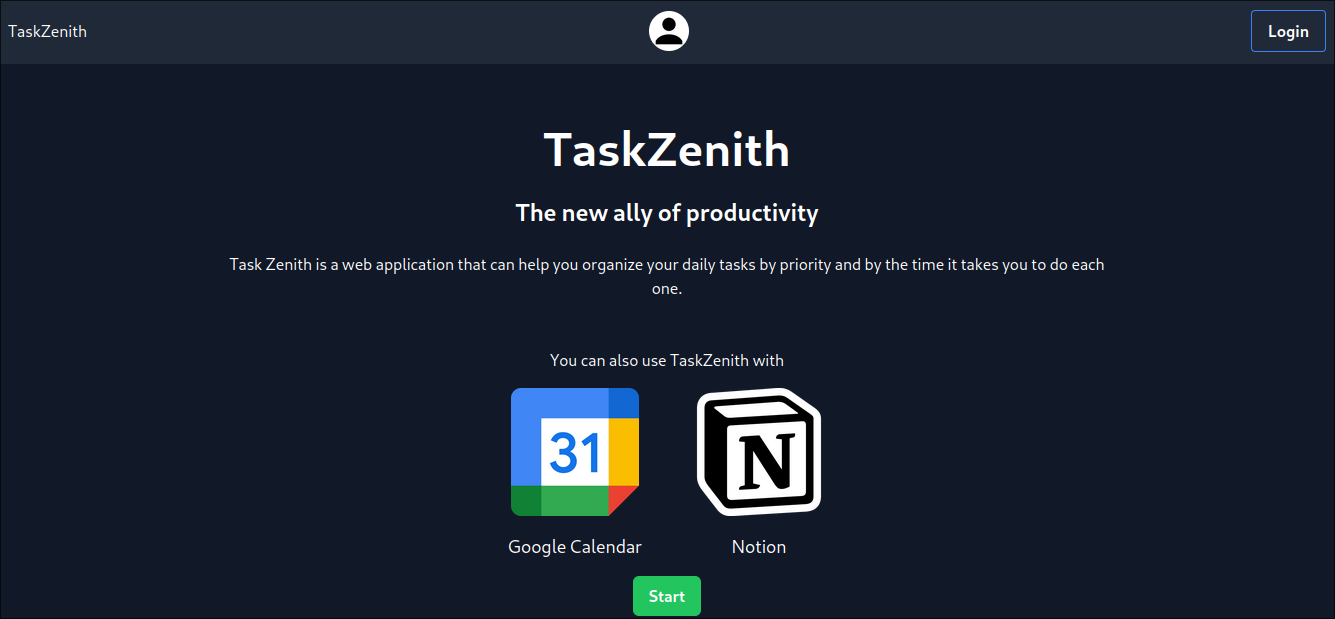 TaskZenith
Login
TaskZenith
The new ally of productivity
Task Zenith is a web application that can help you organize your daily tasks by priority and by the time it takes you to do each
one.
You can also use TaskZenith with
31
N
Google Calendar
Notion
Start